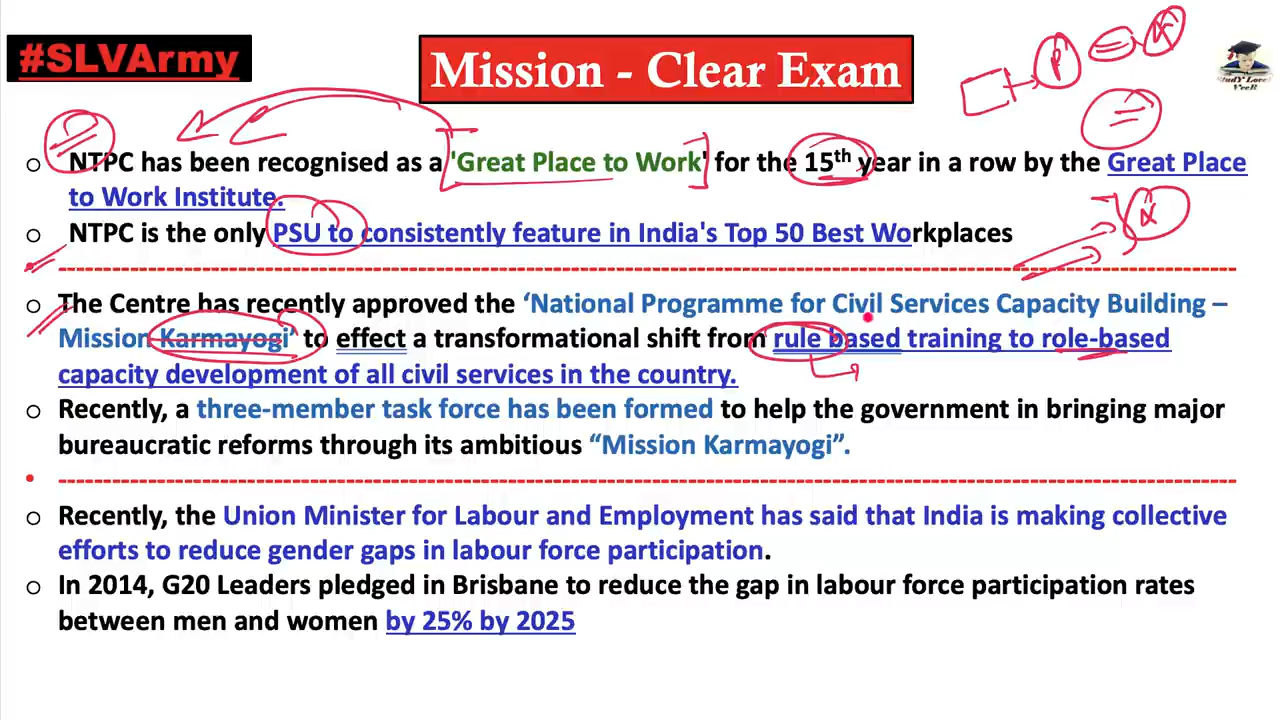 #SLVArmy
Mission - Clear Exam
StudY LoveR
VeeR
o NTPC has been recognised as a 'Great Place to Work' for the 15th year in a row by the Great Place
to Work Institute.
o NTPC is the only PSU to consistently feature in India's Top 50 Best Workplaces
o The Centre has recently approved the ‘National Programme for Civil Services Capacity Building –
Mission Karmayogi’ to effect a transformational shift from rule based training to role-based
capacity development of all civil services in the country.
o Recently, a three-member task force has been formed to help the government in bringing major
bureaucratic reforms through its ambitious “Mission Karmayogi”.
o Recently, the Union Minister for Labour and Employment has said that India is making collective
efforts to reduce gender gaps in labour force participation.
o In 2014, G20 Leaders pledged in Brisbane to reduce the gap in labour force participation rates
between men and women by 25% by 2025